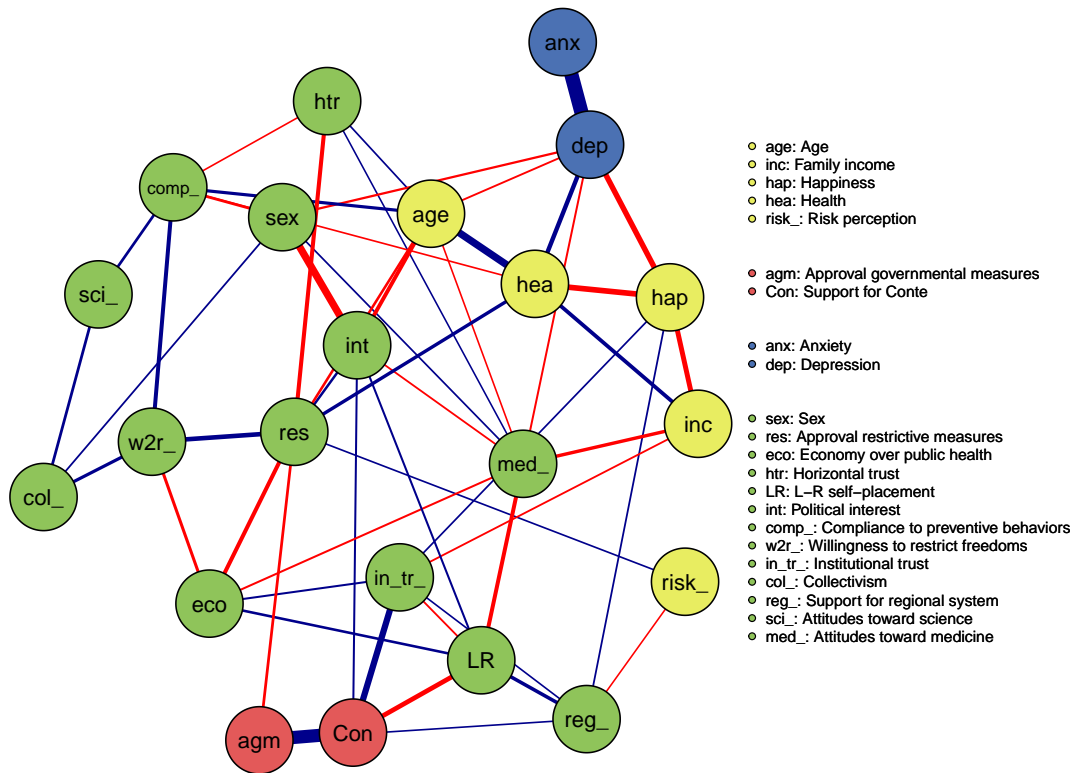 anx
htr
dep
comp_
sex
age
sci_
hea
hap
int
inc
res
w2r_
med_
col_
in_tr_
risk_
eco
LR
reg_
Con
agm
age: Age
inc: Family income
hap: Happiness
hea: Health
risk_: Risk perception
agm: Approval governmental measures
Con: Support for Conte
anx: Anxiety
dep: Depression
sex: Sex
res: Approval restrictive measures
eco: Economy over public health
htr: Horizontal trust
LR: L−R self−placement
int: Political interest
comp_: Compliance to preventive behaviors
w2r_: Willingness to restrict freedoms
in_tr_: Institutional trust
col_: Collectivism
reg_: Support for regional system
sci_: Attitudes toward science
med_: Attitudes toward medicine